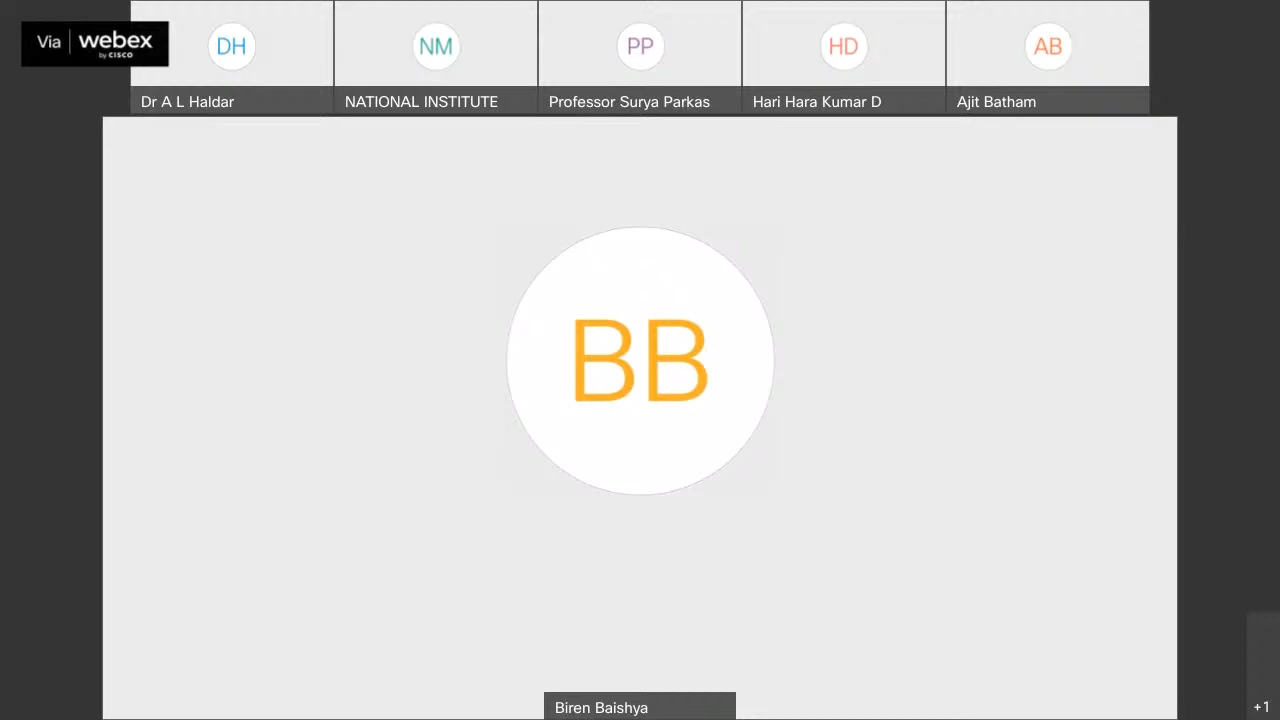 Via webex
by CISCO
DH NM PP HD AB
Dr A L Haldar NATIONAL INSTITUTE Professor Surya Parkas Hari Hara Kumar D Ajit Batham
BB
Biren Baishya
+1